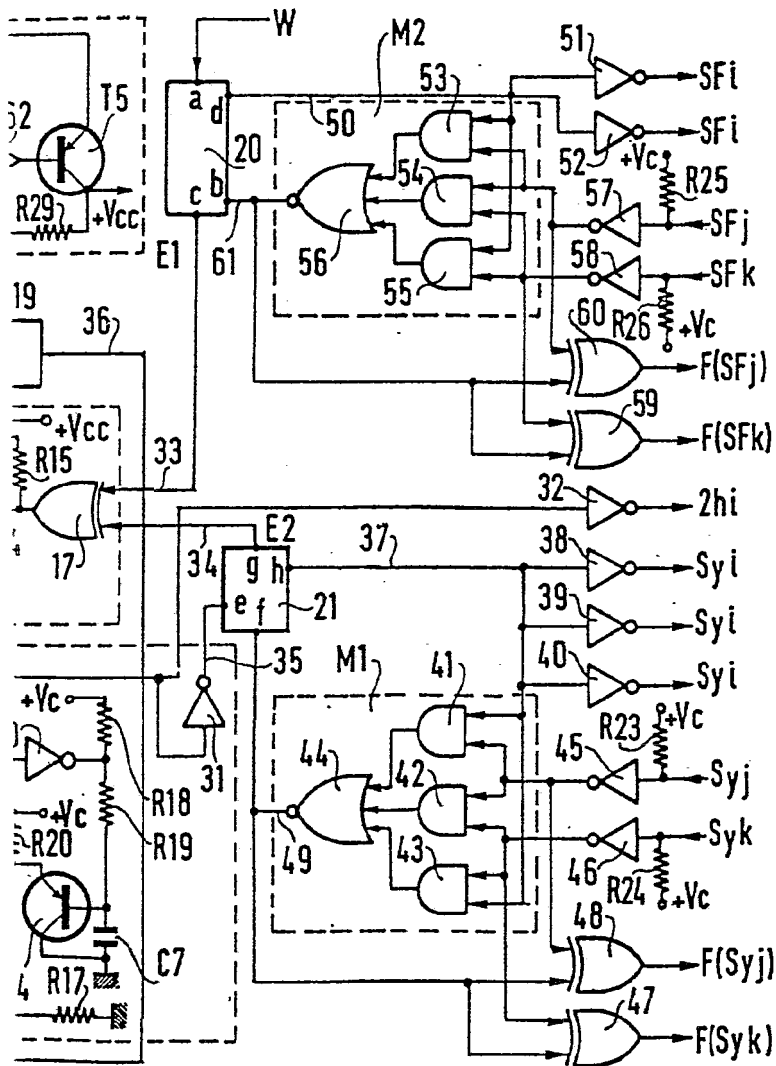 W
M2
51
SFi
T5
a
d
50
53
SFi
62
20
52
+Vc
54
57
R25
R29
+Vcc
c
b
SFj
E1
61
56
58
SFk
55
19
R26
60
+Vc
36
F(SFj)
+Vcc
59
R15
33
F(SFk)
32
2hi
17
34
E2
37
38
Syi
g
h
e
f
21
39
Syi
35
M1
41
40
Syi
+Vc
R23
+Vc
31
44
45
Syj
R18
42
+Vc
R20
R19
49
43
46
Syk
R24
+Vc
48
4
C7
F(Syj)
R17
47
F(Syk)